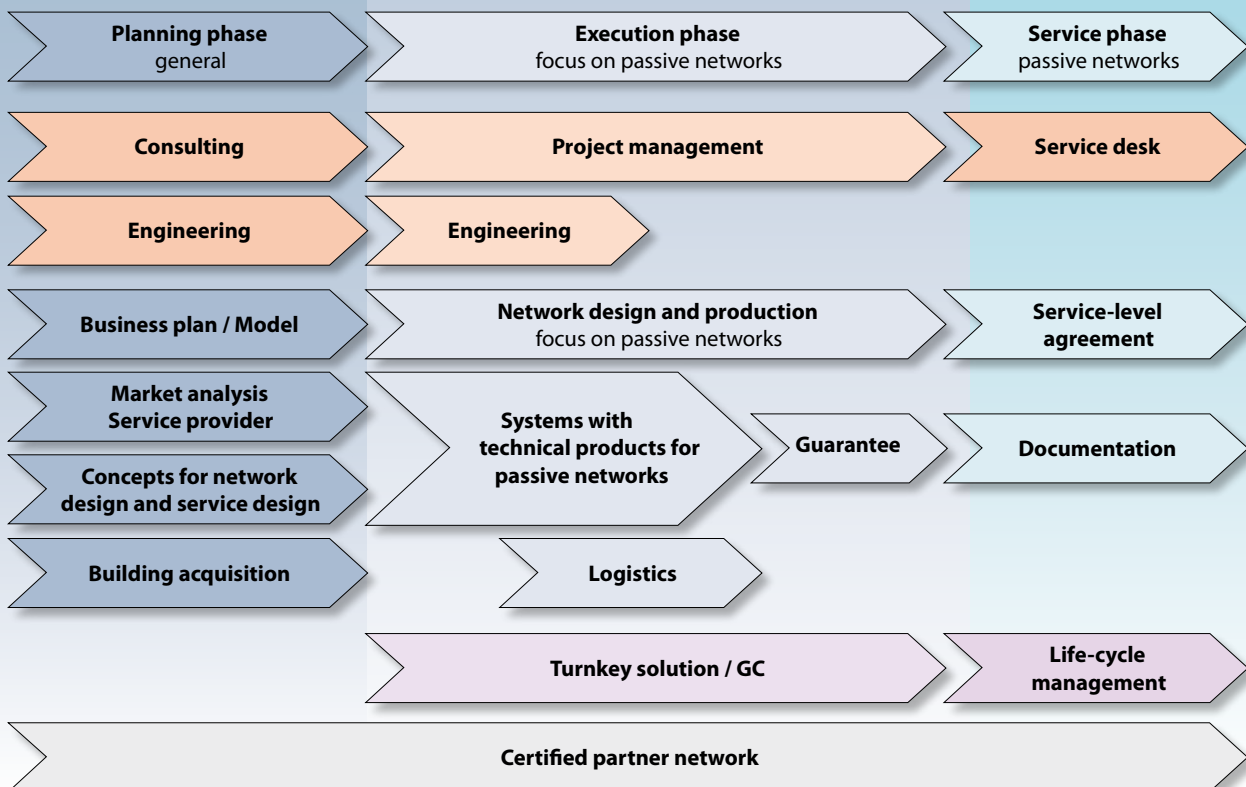 Planning phase
general
Execution phase
focus on passive networks
Service phase
passive networks
Consulting
Project management
Service desk
Engineering
Engineering
Business plan / Model
Network design and production
focus on passive networks
Service-level
agreement
Market analysis
Service provider
Systems with
technical products for
passive networks
Guarantee
Documentation
Concepts for network
design and service design
Building acquisition
Logistics
Turnkey solution / GC
Life-cycle
management
Certified partner network